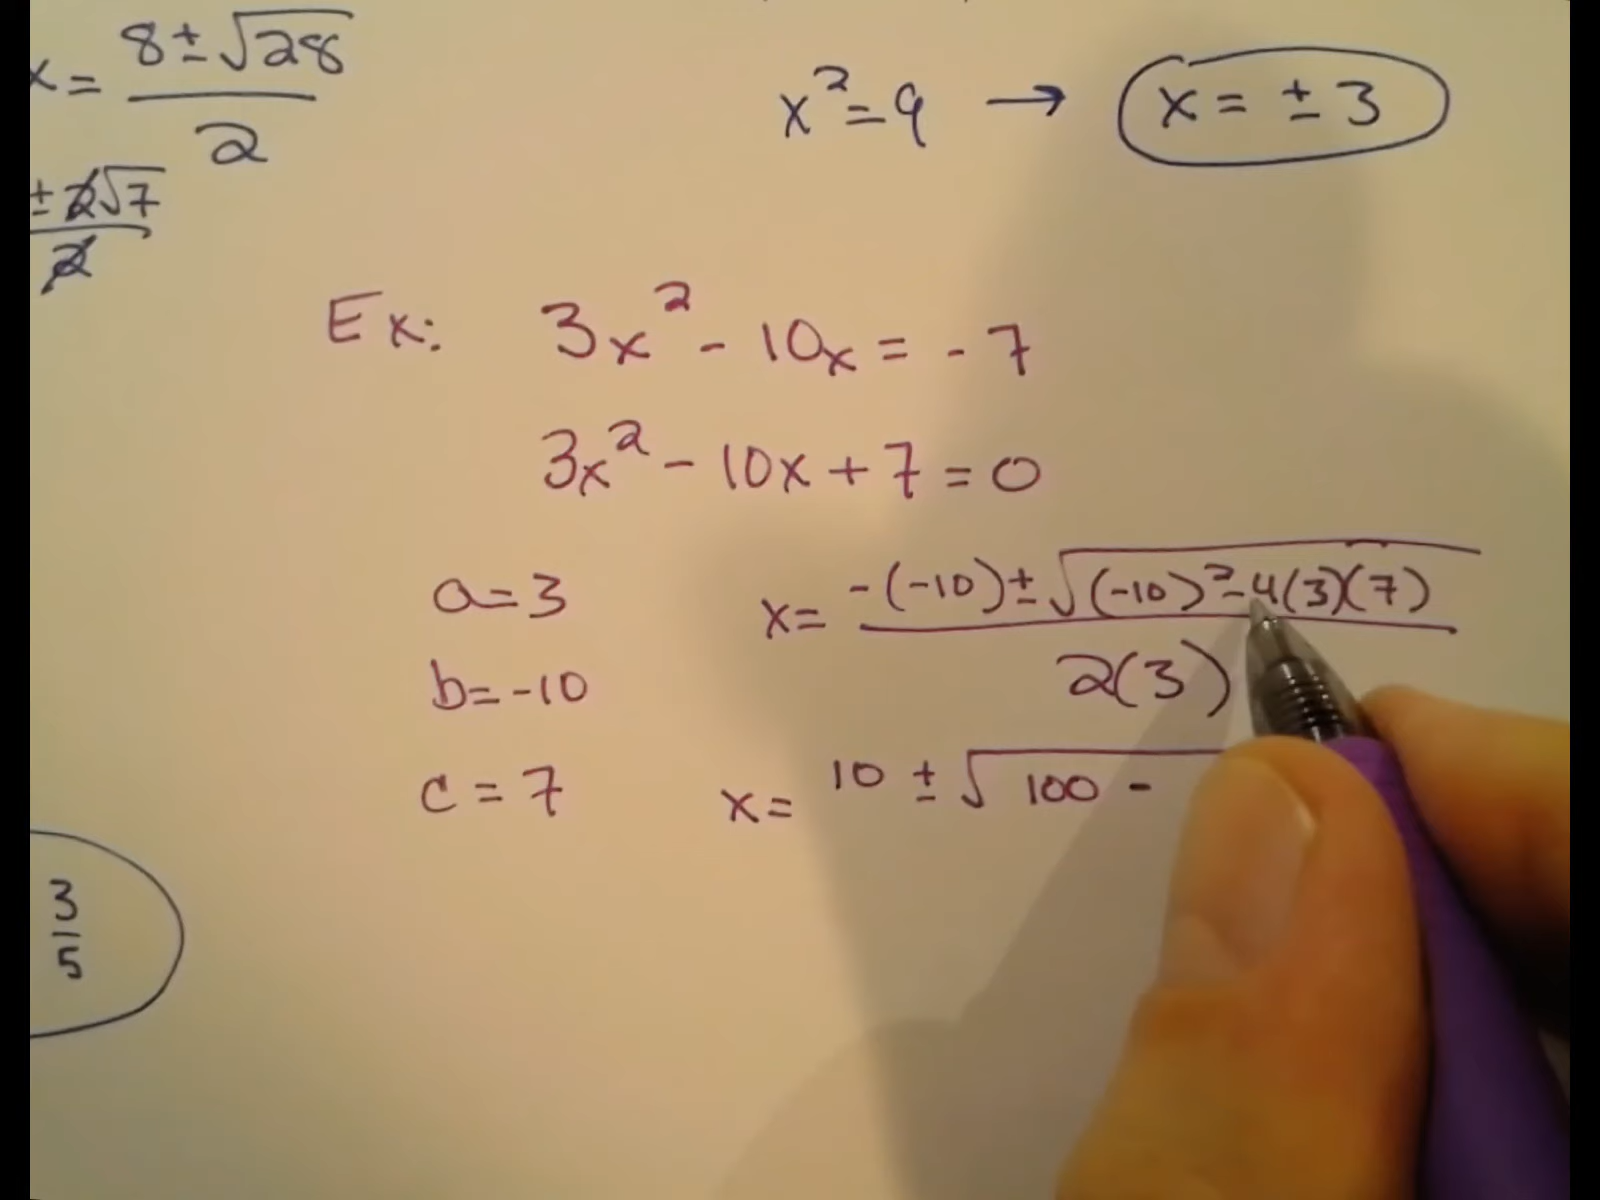 x = 8 ± √28 / 2
± 2√7 / 2
x² = 9 → x = ± 3
Ex: 3x² - 10x = - 7
3x² - 10x + 7 = 0
a = 3
b = -10
c = 7
x = -(-10) ± √(-10)² - 4(3)(7) / 2(3)
x = 10 ± √100 -
3/5